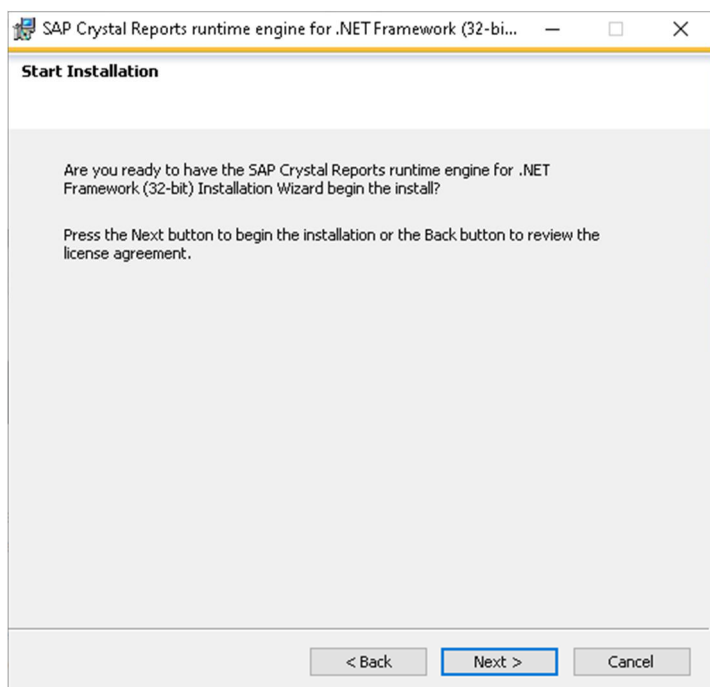 SAP Crystal Reports runtime engine for .NET Framework (32-bi...
Start Installation
Are you ready to have the SAP Crystal Reports runtime engine for .NET
Framework (32-bit) Installation Wizard begin the install?
Press the Next button to begin the installation or the Back button to review the
license agreement.
< Back Next > Cancel